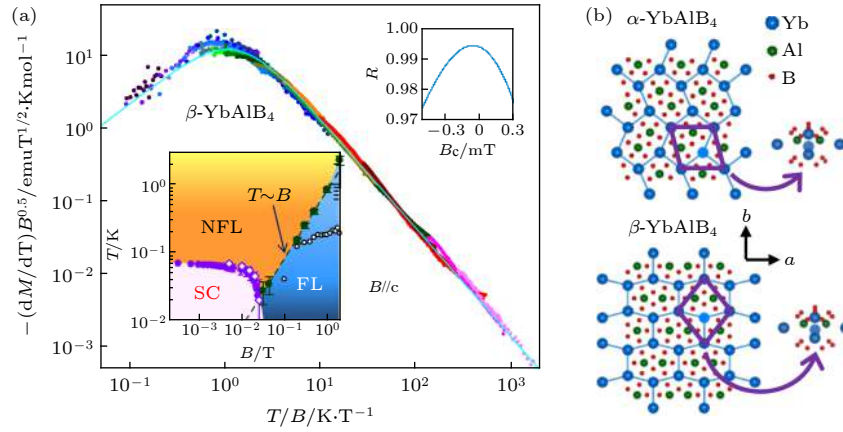 (a)
−(dM/dT)B^0.5/emuT^1/2·Kmol^−1
10^1
10^0
10^−1
10^−2
10^−3
10^−1
10^0
10^1
10^2
10^3
T/B/K·T^−1
β-YbAlB4
B//c
R
1.00
0.99
0.98
0.97
−0.3
0
0.3
Bc/mT
T/K
10^0
10^−1
10^−2
10^−3
10^−2
10^−1
10^0
B/T
T~B
NFL
SC
FL
(b)
α-YbAlB4
Yb
Al
B
β-YbAlB4
b
a